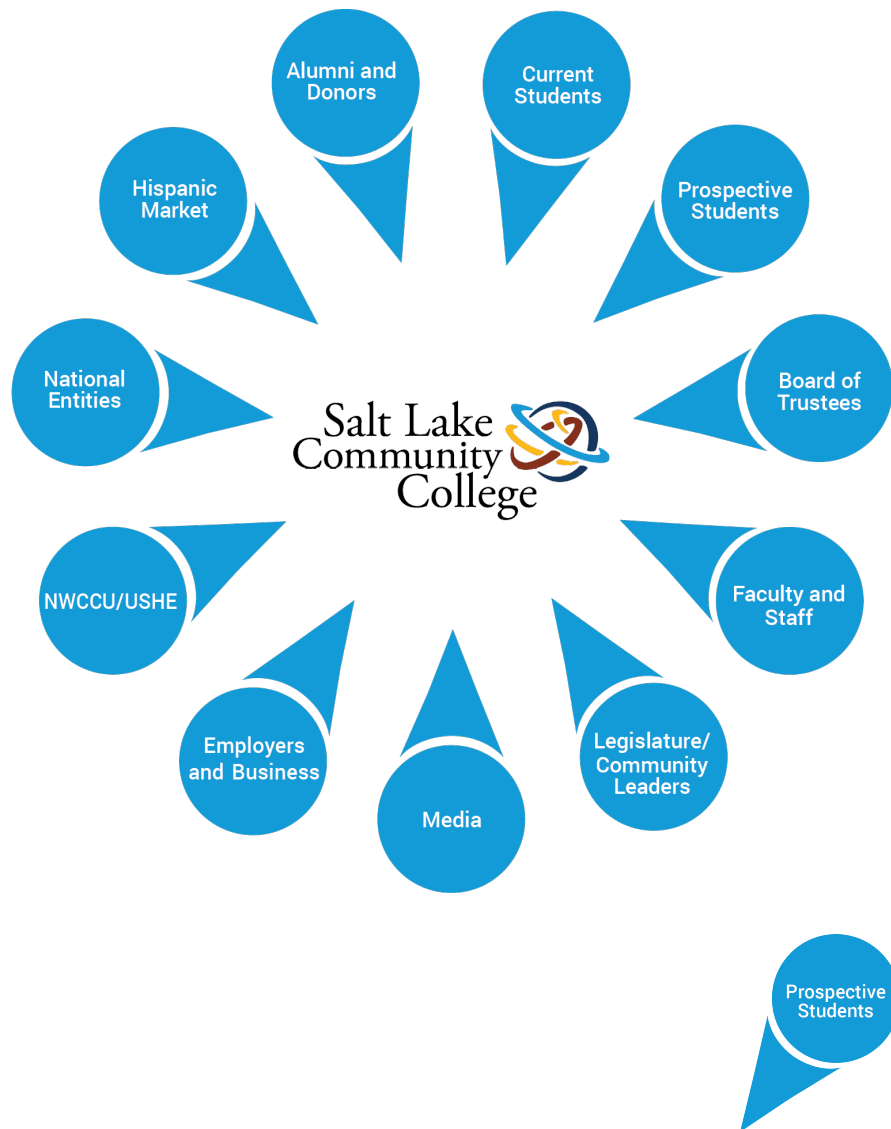 Alumni and
Donors
Current
Students
Hispanic
Market
Prospective
Students
National
Entities
Board of
Trustees
Salt Lake
Community
College
NWCCU/USHE
Faculty and
Staff
Employers
and Business
Legislature/
Community
Leaders
Media
Prospective
Students